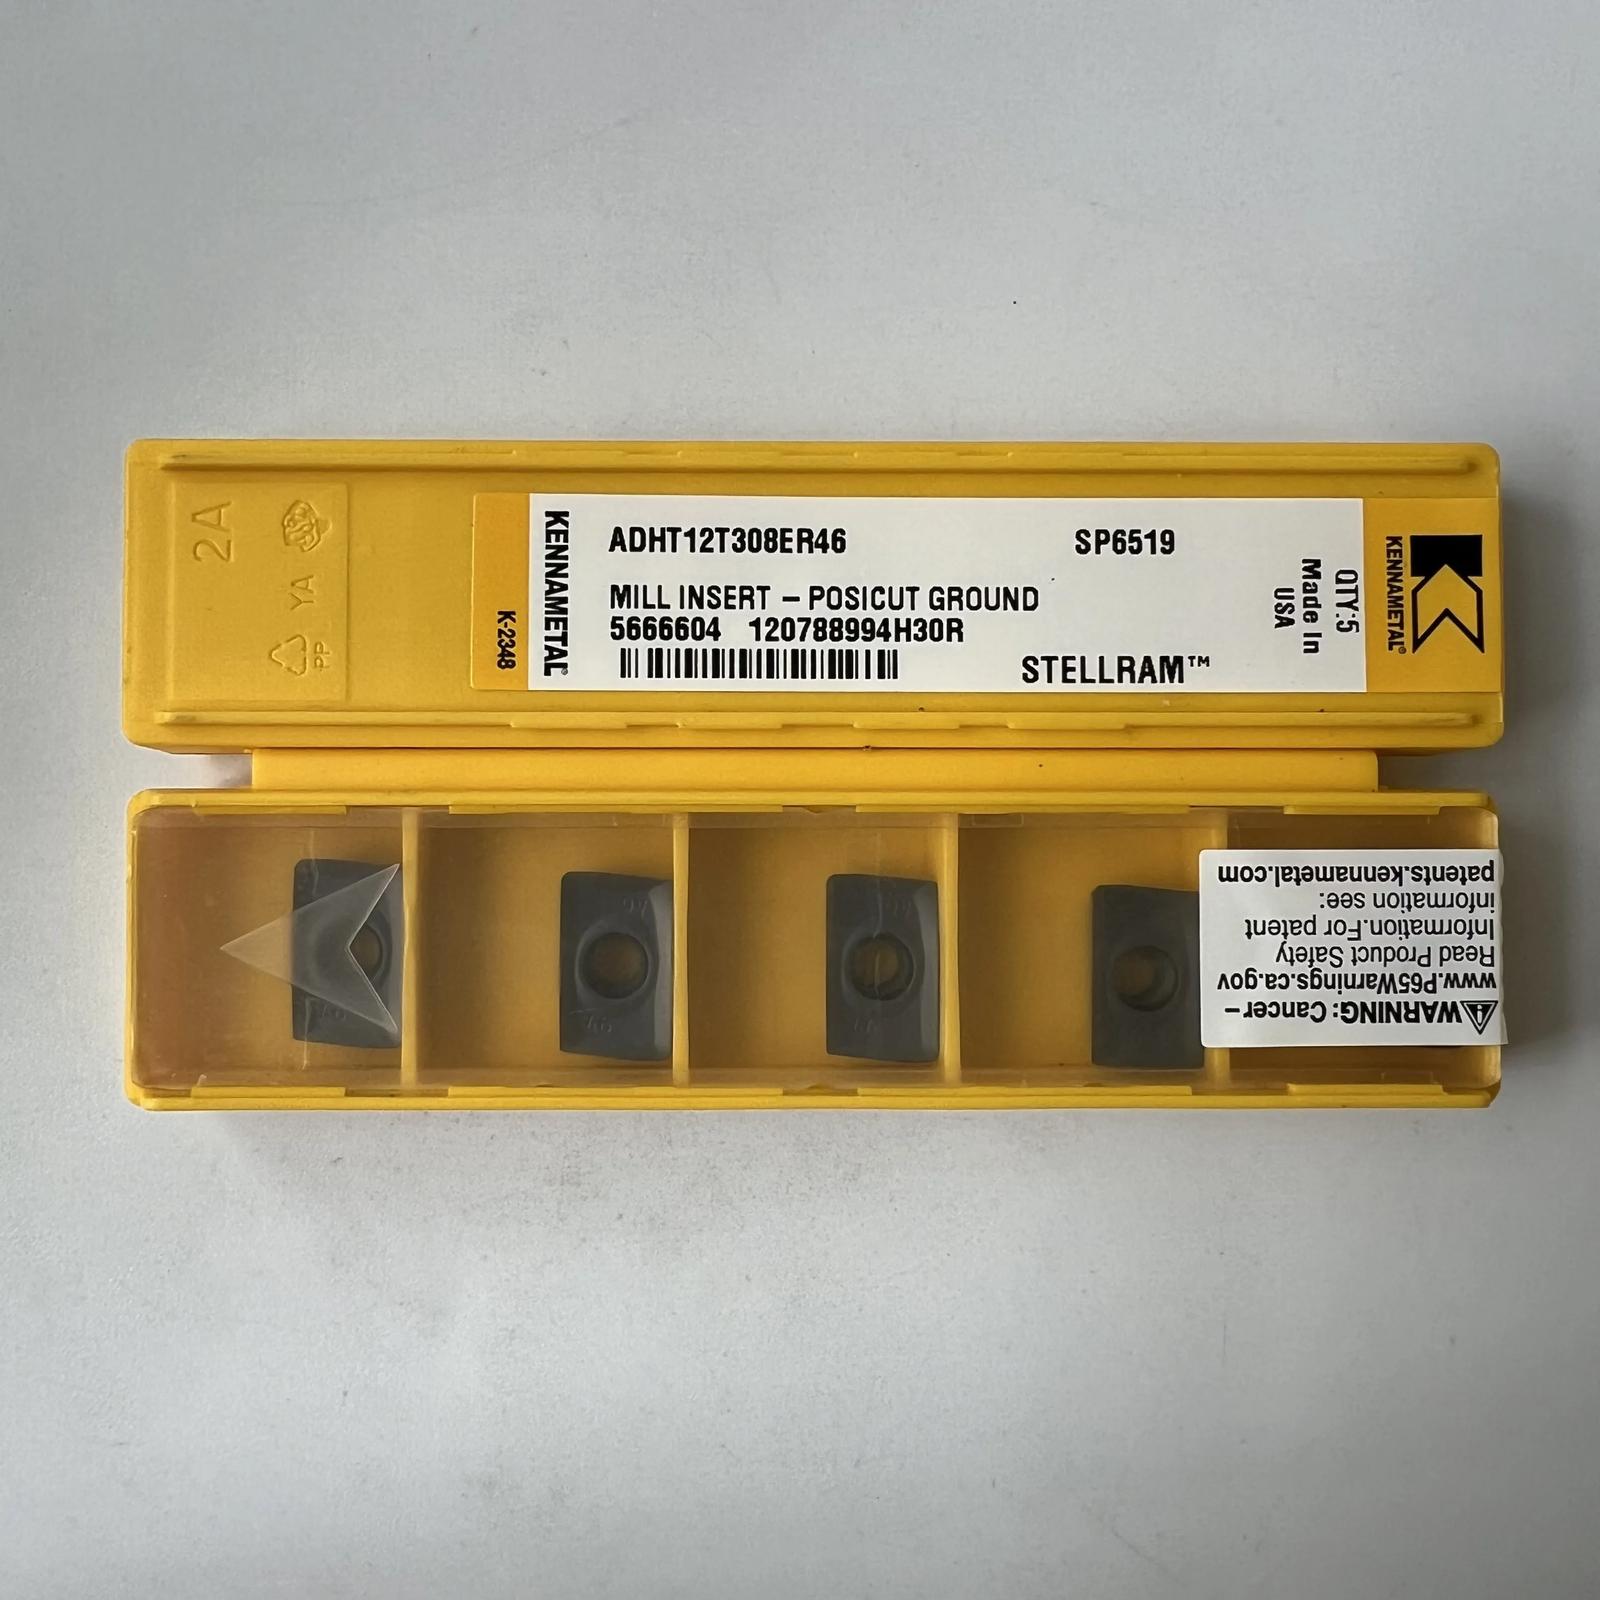 2A
YA
PP
K-2348
KENNAMETAL®
ADHT12T308ER46 SP6519
MILL INSERT – POSICUT GROUND
5666604 120788994H30R
STELLRAM™
QTY:5
Made In
USA
KENNAMETAL®
WARNING: Cancer –
www.P65Warnings.ca.gov
Read Product Safety
Information.For patent
information see:
patents.kennametal.com